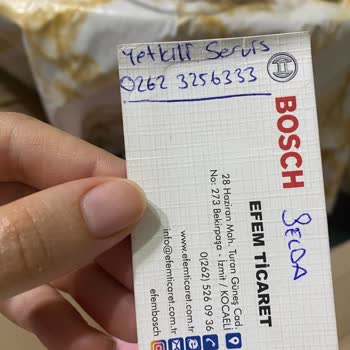 Yetkili Servis
0262 3256333
BOSCH
SELDA
EFEM TİCARET
28 Haziran Mah. Turan Güneş Cad.
No: 273 Bekirpaşa - İzmit / KOCAELİ
0(262) 526 09 36
www.efemticaret.com.tr
info@efemticaret.com.tr
efembosch